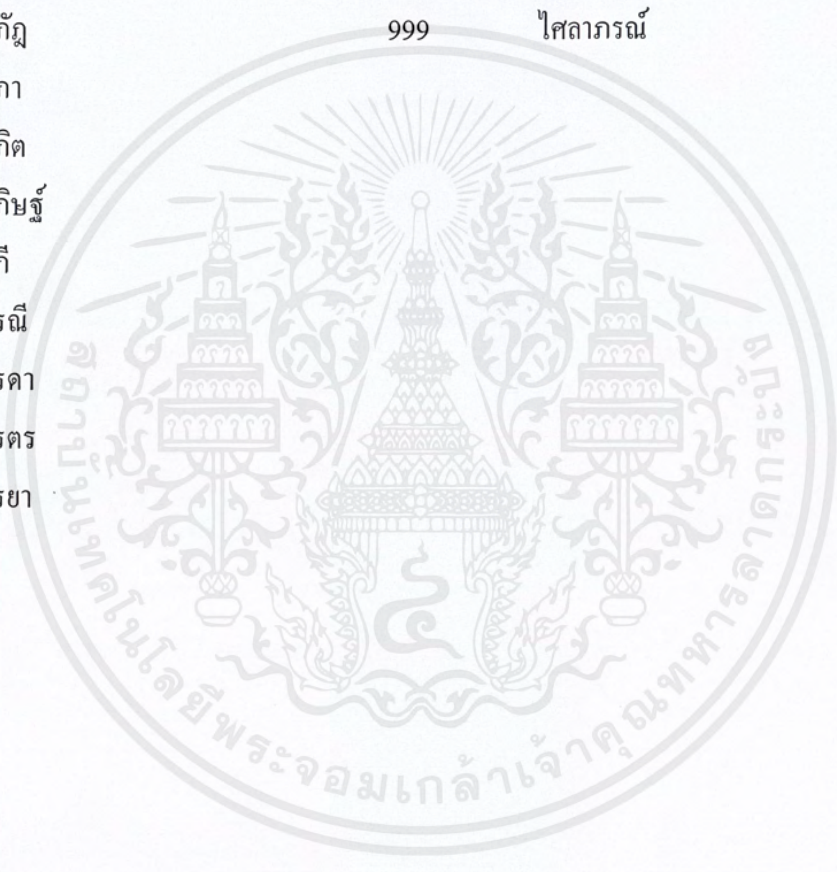 กัฎ 999 ไศลาภรณ์
กา
กิต
กิษฐ์
กี
รณี
รดา
รตร
รยา
สถาบันเทคโนโลยีพระจอมเกล้าเจ้าคุณทหารลาดกระบัง
๔